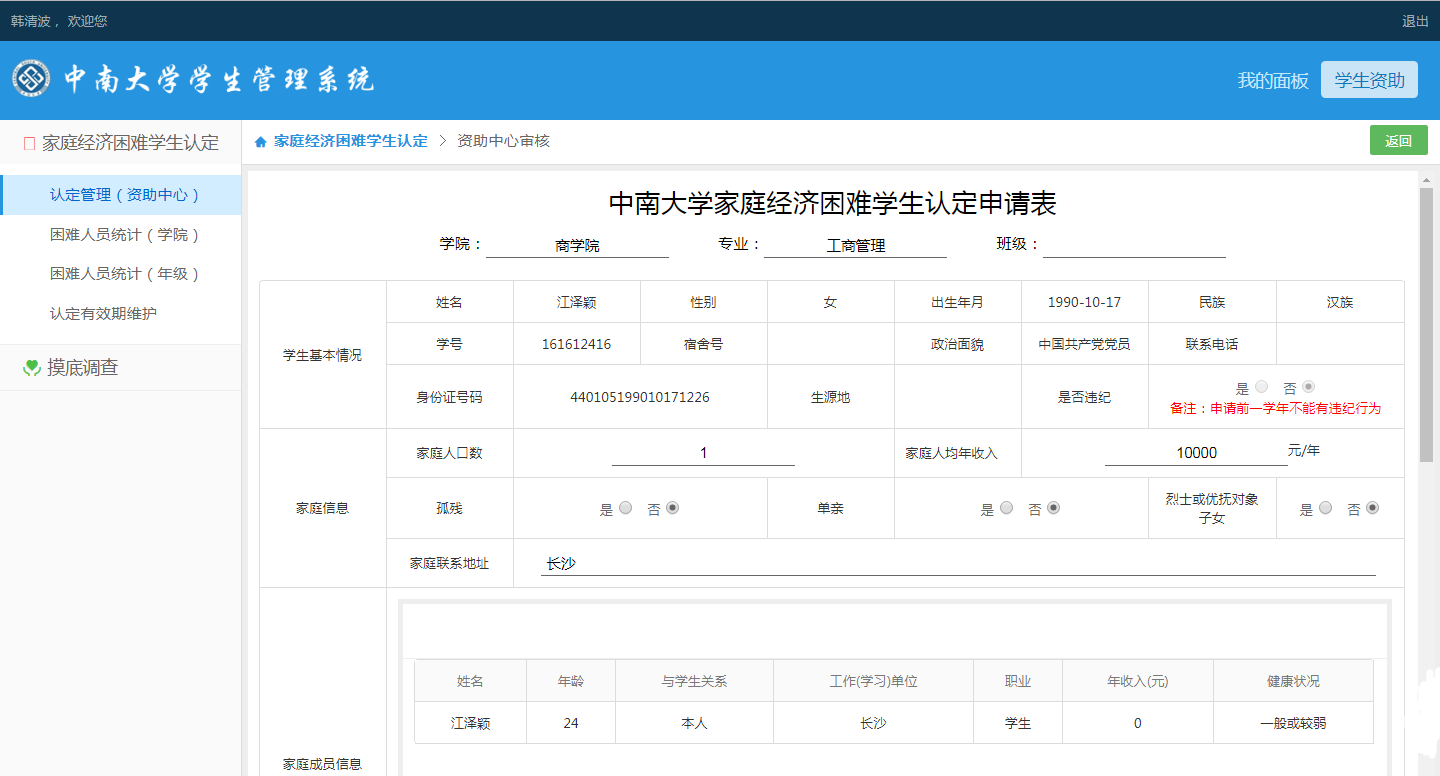 韩清波， 欢迎您 退出
中南大学学生管理系统 我的面板 学生资助
家庭经济困难学生认定
认定管理（资助中心）
困难人员统计（学院）
困难人员统计（年级）
认定有效期维护
摸底调查
家庭经济困难学生认定 > 资助中心审核 返回
中南大学家庭经济困难学生认定申请表
学院： 商学院 专业： 工商管理 班级：
学生基本情况
姓名 江泽颖 性别 女 出生年月 1990-10-17 民族 汉族
学号 161612416 宿舍号 政治面貌 中国共产党党员 联系电话
身份证号码 440105199010171226 生源地 是否违纪 是 否
备注：申请前一学年不能有违纪行为
家庭信息
家庭人口数 1 家庭人均年收入 10000 元/年
孤残 是 否 单亲 是 否 烈士或优抚对象
子女 是 否
家庭联系地址 长沙
家庭成员信息
姓名 年龄 与学生关系 工作(学习)单位 职业 年收入(元) 健康状况
江泽颖 24 本人 长沙 学生 0 一般或较弱